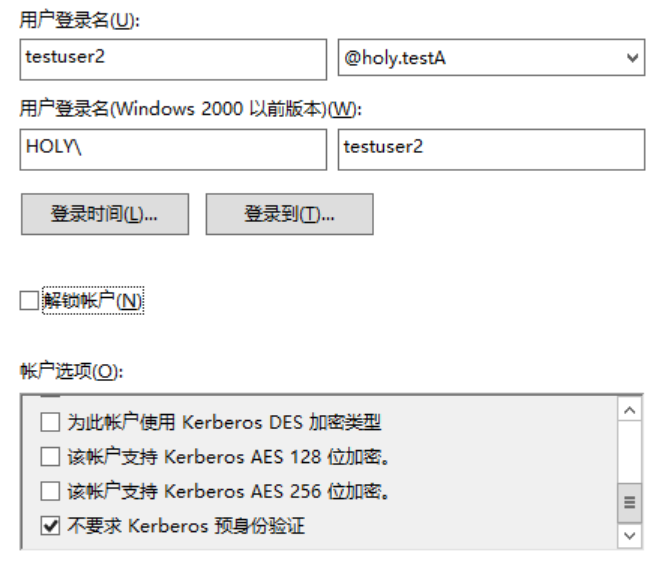 用户登录名(U):
testuser2 @holy.testA
用户登录名(Windows 2000 以前版本)(W):
HOLY\ testuser2
登录时间(L)... 登录到(T)...
解锁帐户(N)
帐户选项(O):
为此帐户使用 Kerberos DES 加密类型
该帐户支持 Kerberos AES 128 位加密。
该帐户支持 Kerberos AES 256 位加密。
不要求 Kerberos 预身份验证